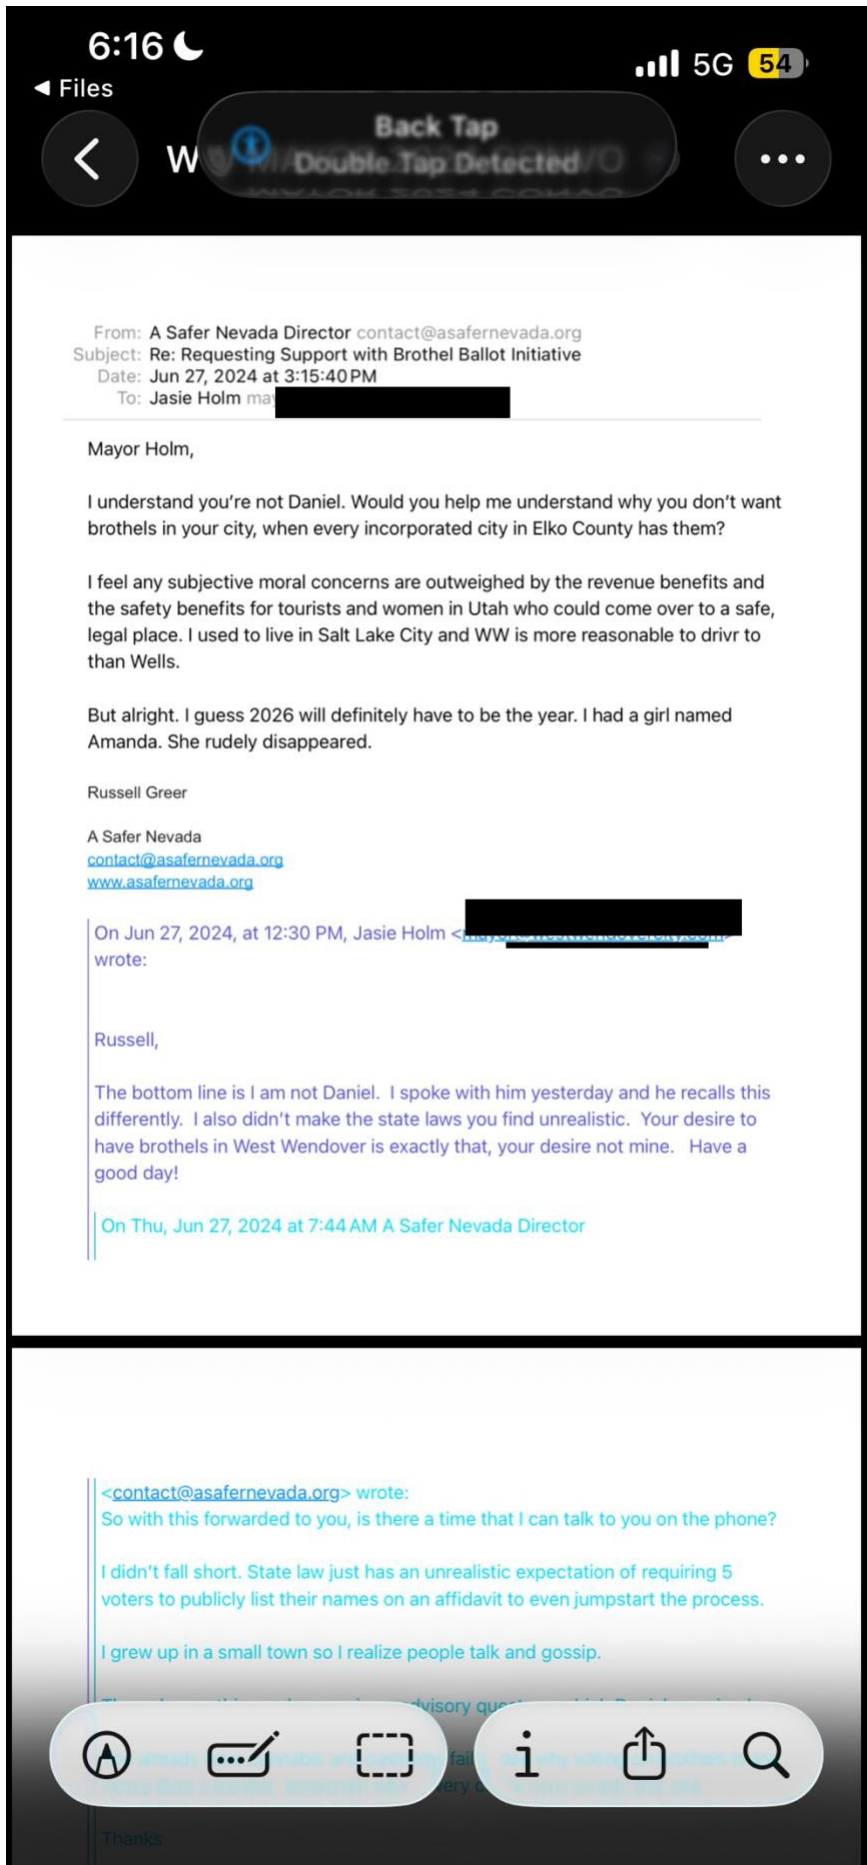 6:16
5G 54
Files
Back Tap
Double Tap Detected
From: A Safer Nevada Director contact@asafernevada.org
Subject: Re: Requesting Support with Brothel Ballot Initiative
Date: Jun 27, 2024 at 3:15:40 PM
To: Jasie Holm
Mayor Holm,
I understand you're not Daniel. Would you help me understand why you don't want
brothels in your city, when every incorporated city in Elko County has them?
I feel any subjective moral concerns are outweighed by the revenue benefits and
the safety benefits for tourists and women in Utah who could come over to a safe,
legal place. I used to live in Salt Lake City and WW is more reasonable to drivr to
than Wells.
But alright. I guess 2026 will definitely have to be the year. I had a girl named
Amanda. She rudely disappeared.
Russell Greer
A Safer Nevada
contact@asafernevada.org
www.asafernevada.org
On Jun 27, 2024, at 12:30 PM, Jasie Holm <
wrote:
Russell,
The bottom line is I am not Daniel.  I spoke with him yesterday and he recalls this
differently.  I also didn't make the state laws you find unrealistic.  Your desire to
have brothels in West Wendover is exactly that, your desire not mine.   Have a
good day!
On Thu, Jun 27, 2024 at 7:44 AM A Safer Nevada Director
<contact@asafernevada.org> wrote:
So with this forwarded to you, is there a time that I can talk to you on the phone?
I didn't fall short. State law just has an unrealistic expectation of requiring 5
voters to publicly list their names on an affidavit to even jumpstart the process.
I grew up in a small town so I realize people talk and gossip.
Thanks